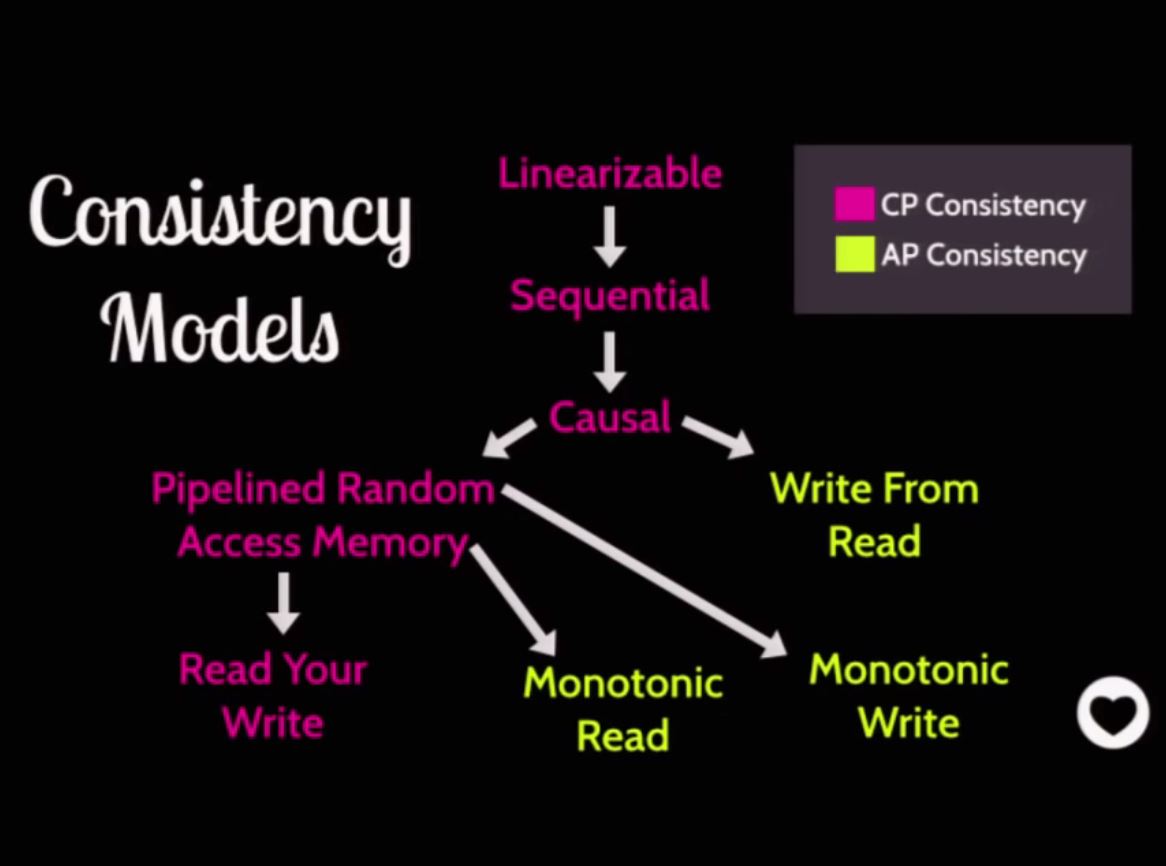 Consistency
Models
Linearizable
CP Consistency
AP Consistency
Sequential
Causal
Pipelined Random
Access Memory
Write From
Read
Read Your
Write
Monotonic
Read
Monotonic
Write